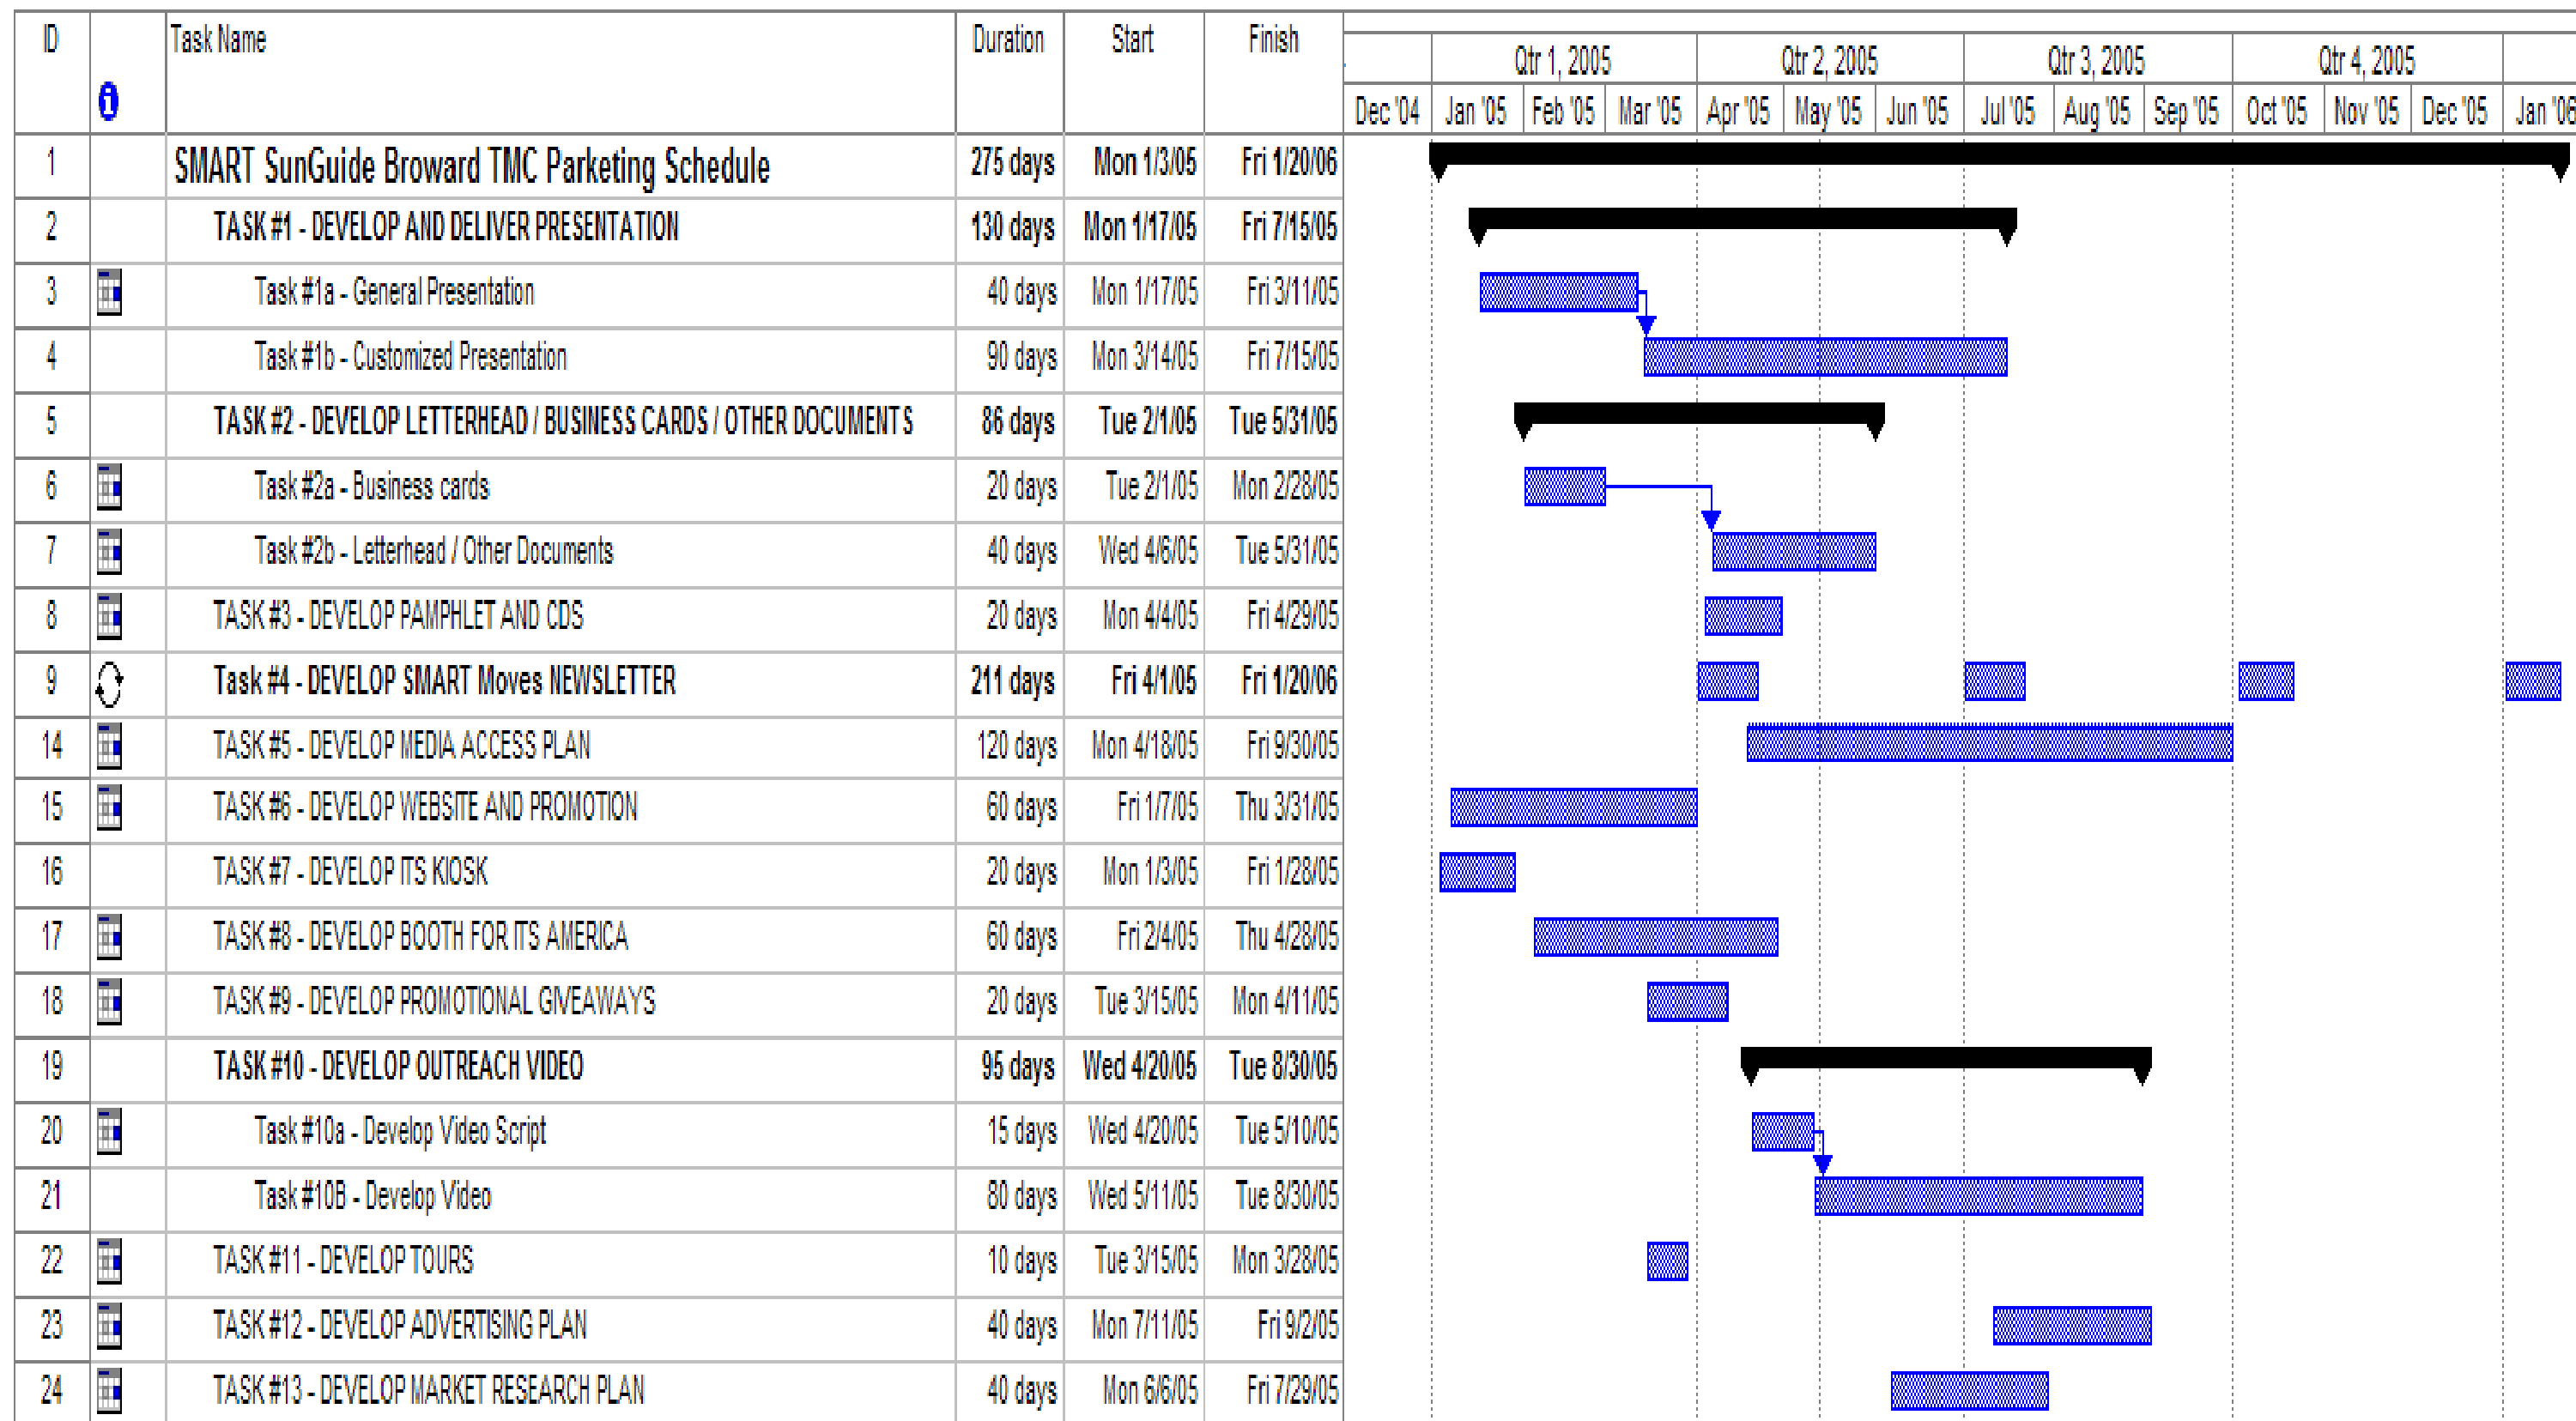 ID Task Name Duration Start Finish
Qtr 1, 2005 Qtr 2, 2005 Qtr 3, 2005 Qtr 4, 2005
Dec '04 Jan '05 Feb '05 Mar '05 Apr '05 May '05 Jun '05 Jul '05 Aug '05 Sep '05 Oct '05 Nov '05 Dec '05 Jan '06
1 SMART SunGuide Broward TMC Parketing Schedule 275 days Mon 1/3/05 Fri 1/20/06
2 TASK #1 - DEVELOP AND DELIVER PRESENTATION 130 days Mon 1/17/05 Fri 7/15/05
3 Task #1a - General Presentation 40 days Mon 1/17/05 Fri 3/11/05
4 Task #1b - Customized Presentation 90 days Mon 3/14/05 Fri 7/15/05
5 TASK #2 - DEVELOP LETTERHEAD / BUSINESS CARDS / OTHER DOCUMENTS 86 days Tue 2/1/05 Tue 5/31/05
6 Task #2a - Business cards 20 days Tue 2/1/05 Mon 2/28/05
7 Task #2b - Letterhead / Other Documents 40 days Wed 4/6/05 Tue 5/31/05
8 TASK #3 - DEVELOP PAMPHLET AND CDS 20 days Mon 4/4/05 Fri 4/29/05
9 Task #4 - DEVELOP SMART Moves NEWSLETTER 211 days Fri 4/1/05 Fri 1/20/06
14 TASK #5 - DEVELOP MEDIA ACCESS PLAN 120 days Mon 4/18/05 Fri 9/30/05
15 TASK #6 - DEVELOP WEBSITE AND PROMOTION 60 days Fri 1/7/05 Thu 3/31/05
16 TASK #7 - DEVELOP ITS KIOSK 20 days Mon 1/3/05 Fri 1/28/05
17 TASK #8 - DEVELOP BOOTH FOR ITS AMERICA 60 days Fri 2/4/05 Thu 4/28/05
18 TASK #9 - DEVELOP PROMOTIONAL GIVEAWAYS 20 days Tue 3/15/05 Mon 4/11/05
19 TASK #10 - DEVELOP OUTREACH VIDEO 95 days Wed 4/20/05 Tue 8/30/05
20 Task #10a - Develop Video Script 15 days Wed 4/20/05 Tue 5/10/05
21 Task #10B - Develop Video 80 days Wed 5/11/05 Tue 8/30/05
22 TASK #11 - DEVELOP TOURS 10 days Tue 3/15/05 Mon 3/28/05
23 TASK #12 - DEVELOP ADVERTISING PLAN 40 days Mon 7/11/05 Fri 9/2/05
24 TASK #13 - DEVELOP MARKET RESEARCH PLAN 40 days Mon 6/6/05 Fri 7/29/05